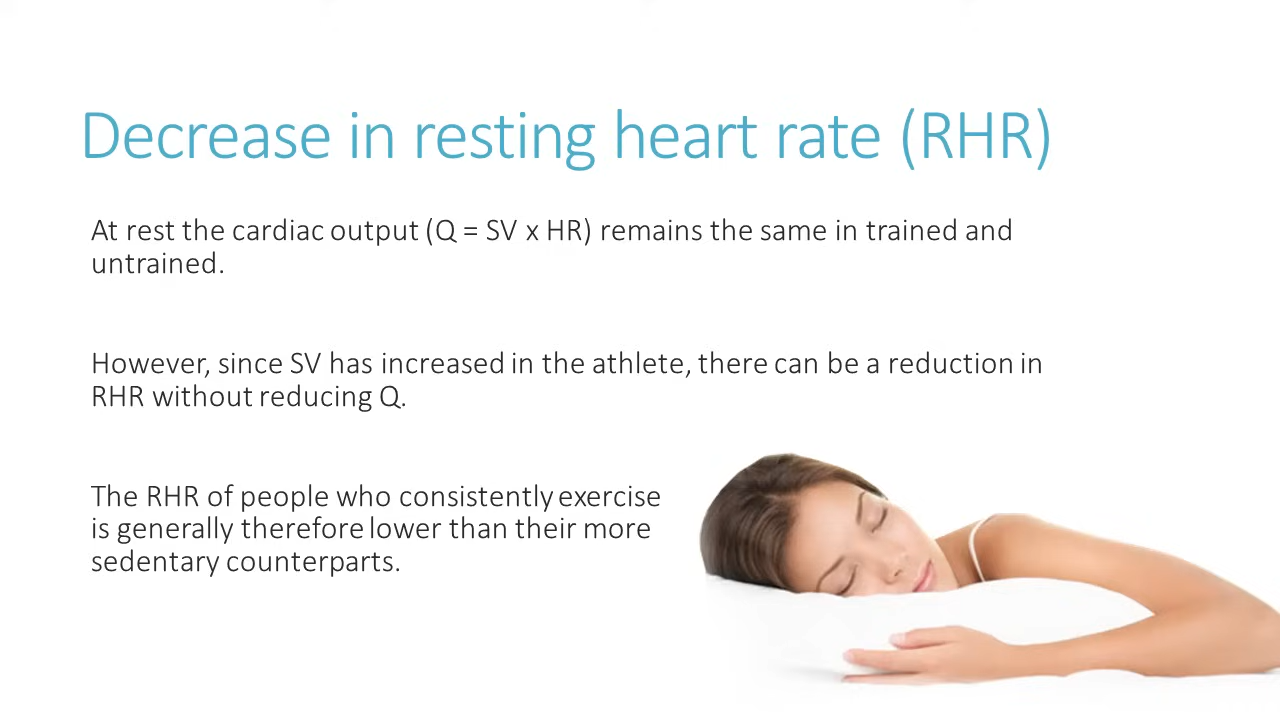 Decrease in resting heart rate (RHR)
At rest the cardiac output (Q = SV x HR) remains the same in trained and
untrained.
However, since SV has increased in the athlete, there can be a reduction in
RHR without reducing Q.
The RHR of people who consistently exercise
is generally therefore lower than their more
sedentary counterparts.